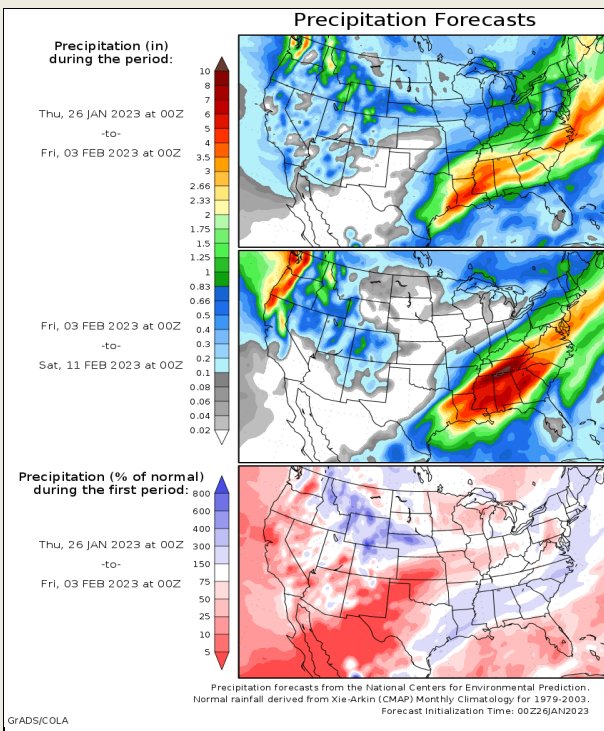 Precipitation Forecasts
Precipitation (in)
during the period:
Thu, 26 JAN 2023 at 00Z
-to-
Fri, 03 FEB 2023 at 00Z
10
8
7
6
5
4
3.5
3
2.66
2.33
2
1.75
1.5
1.25
1
0.83
0.66
0.5
0.4
0.3
0.2
0.1
0.08
0.06
0.04
0.02
Fri, 03 FEB 2023 at 00Z
-to-
Sat, 11 FEB 2023 at 00Z
Precipitation (% of normal)
during the first period:
Thu, 26 JAN 2023 at 00Z
-to-
Fri, 03 FEB 2023 at 00Z
800
600
400
300
150
75
50
25
10
5
Precipitation forecasts from the National Centers for Environmental Prediction.
Normal rainfall derived from Xie-Arkin (CMAP) Monthly Climatology for 1979-2003.
Forecast Initialization Time: 00Z26JAN2023
GrADS/COLA